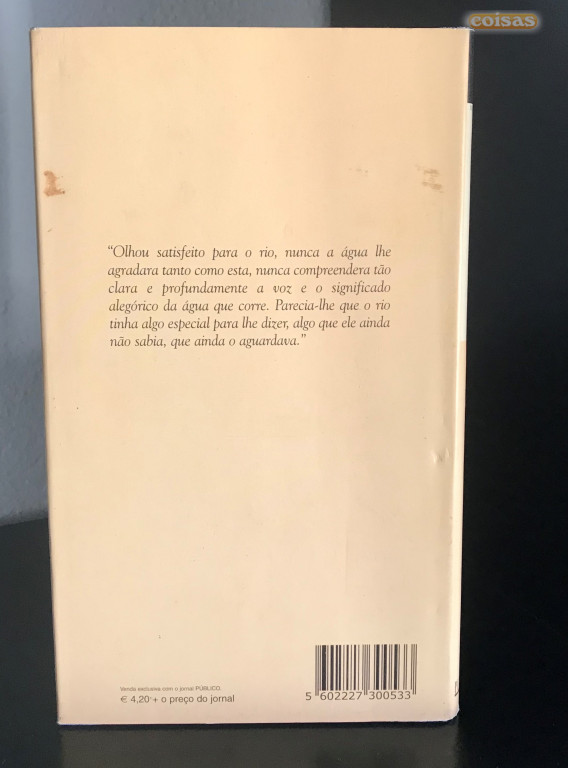 coisas
“Olhou satisfeito para o rio, nunca a água lhe
agradara tanto como esta, nunca compreendera tão
clara e profundamente a voz e o significado
alegórico da água que corre. Parecia-lhe que o rio
tinha algo especial para lhe dizer, algo que ele ainda
não sabia, que ainda o aguardava.”
Venda exclusiva com o jornal PÚBLICO.
€ 4,20 + o preço do jornal
5 602227 300533